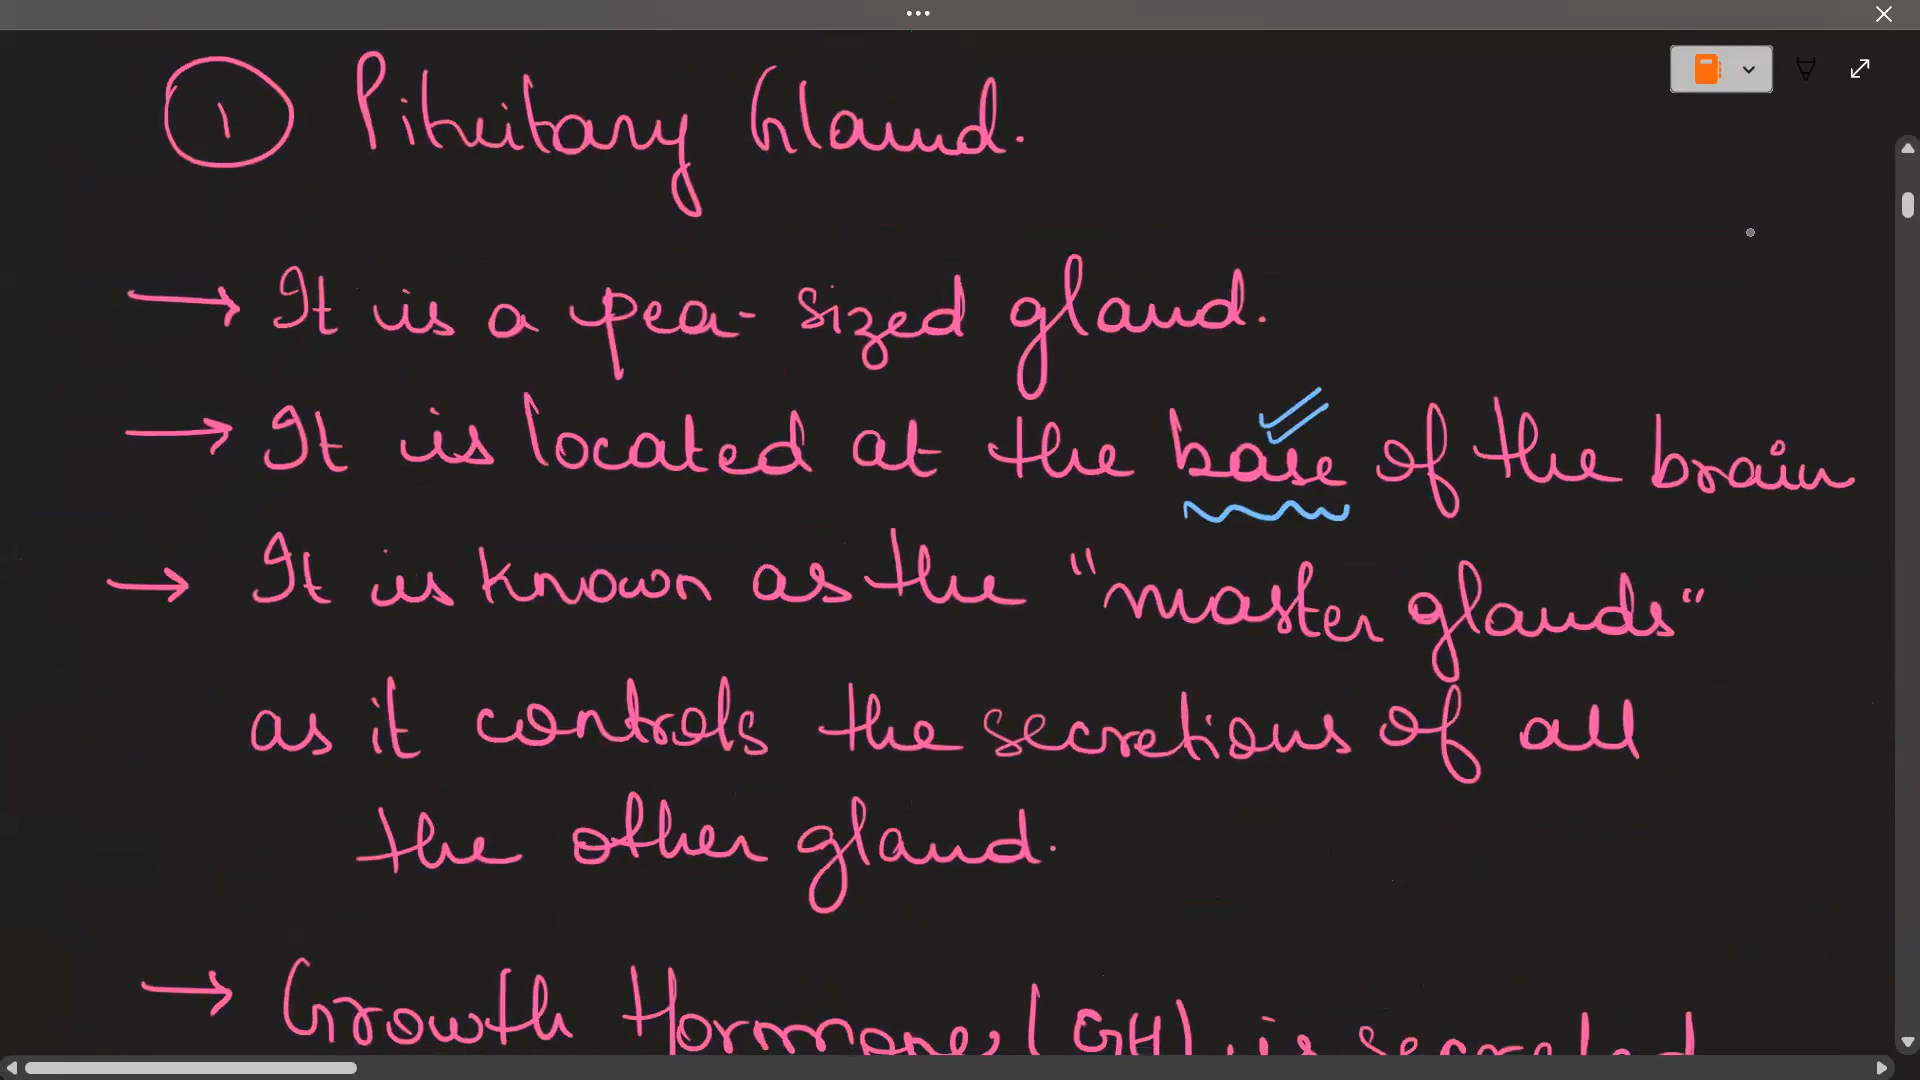 ① Pituitary Gland.
→ It is a pea-sized gland.
→ It is located at the base of the brain
→ It is known as the "master glands"
as it controls the secretions of all
the other gland.
→ Growth Hormone, (GH), is secreted